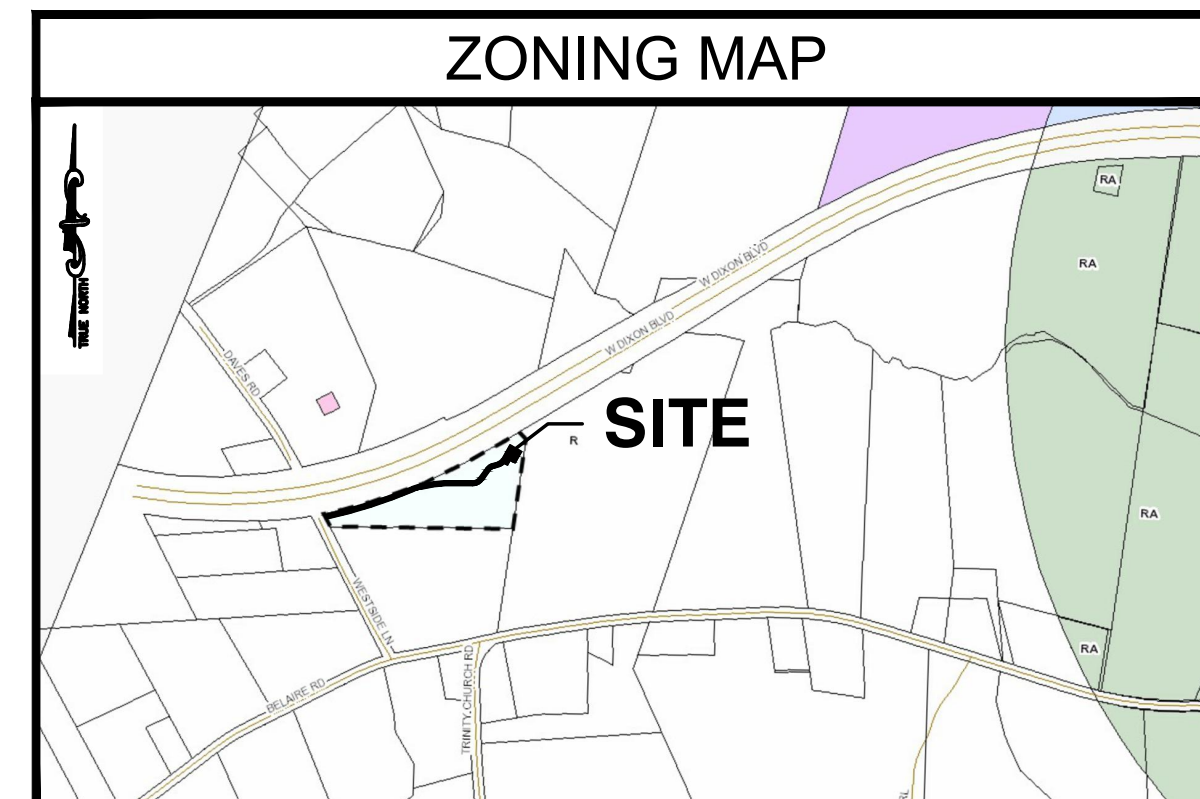 ZONING MAP
TRUE NORTH
RA
W DIXON BLVD
RA
W DIXON BLVD
DAVES RD
SITE
R
RA
WESTSIDE LN
RA
TRINITY CHURCH RD
BELAIRE RD
RL